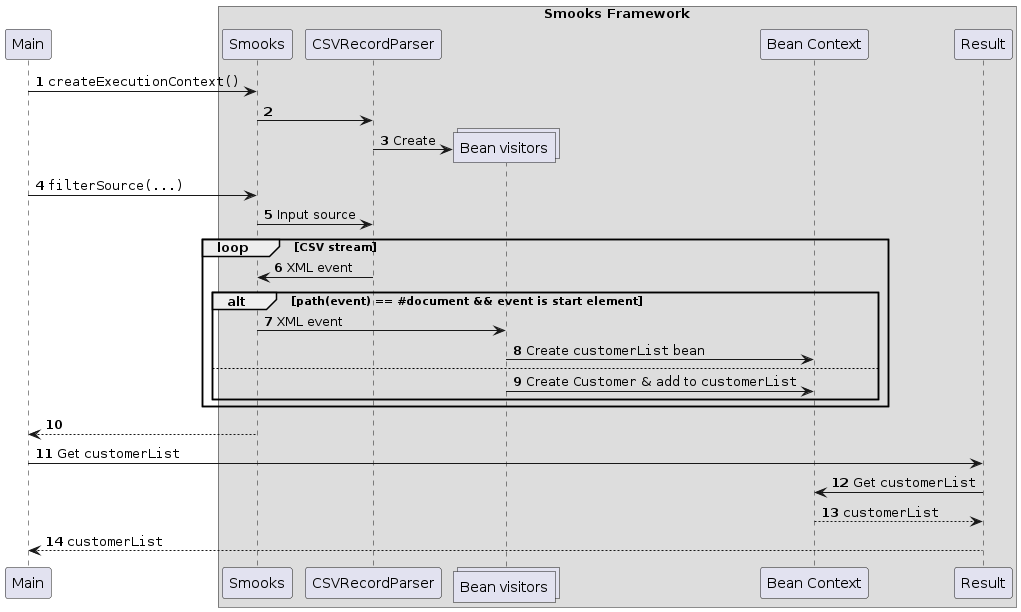 Smooks Framework
Main
Smooks
CSVRecordParser
Bean Context
Result
1 createExecutionContext()
2
3 Create
Bean visitors
4 filterSource(...)
5 Input source
loop [CSV stream]
6 XML event
alt [path(event) == #document && event is start element]
7 XML event
8 Create customerList bean
9 Create Customer & add to customerList
10
11 Get customerList
12 Get customerList
13 customerList
14 customerList
Main
Smooks
CSVRecordParser
Bean visitors
Bean Context
Result